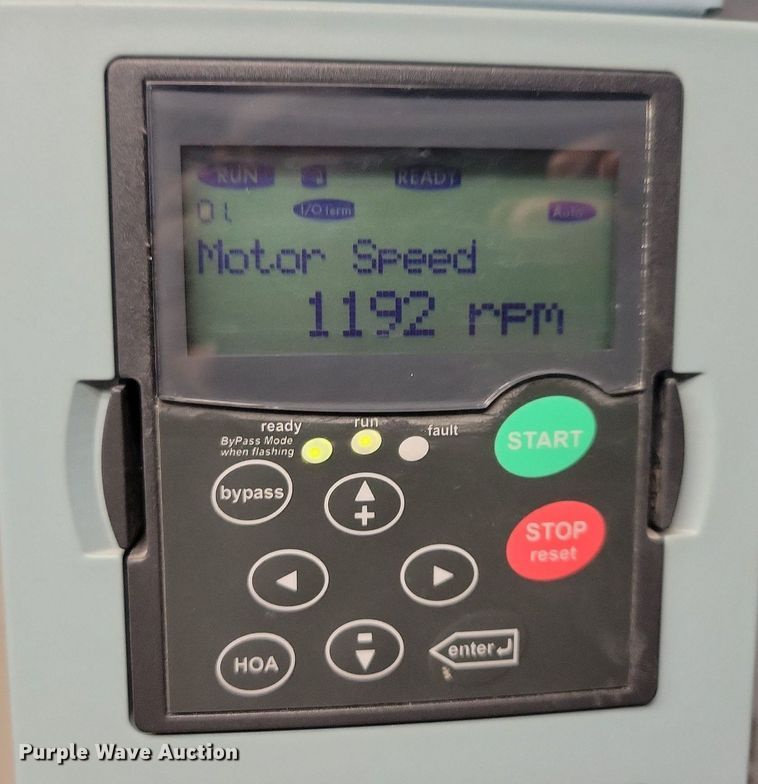 RUN READY
01 I/O Term Auto
Motor Speed
1192 rpm
ready run fault
ByPass Mode
when flashing
START
bypass
+
STOP
reset
-
HOA
enter
Purple Wave Auction